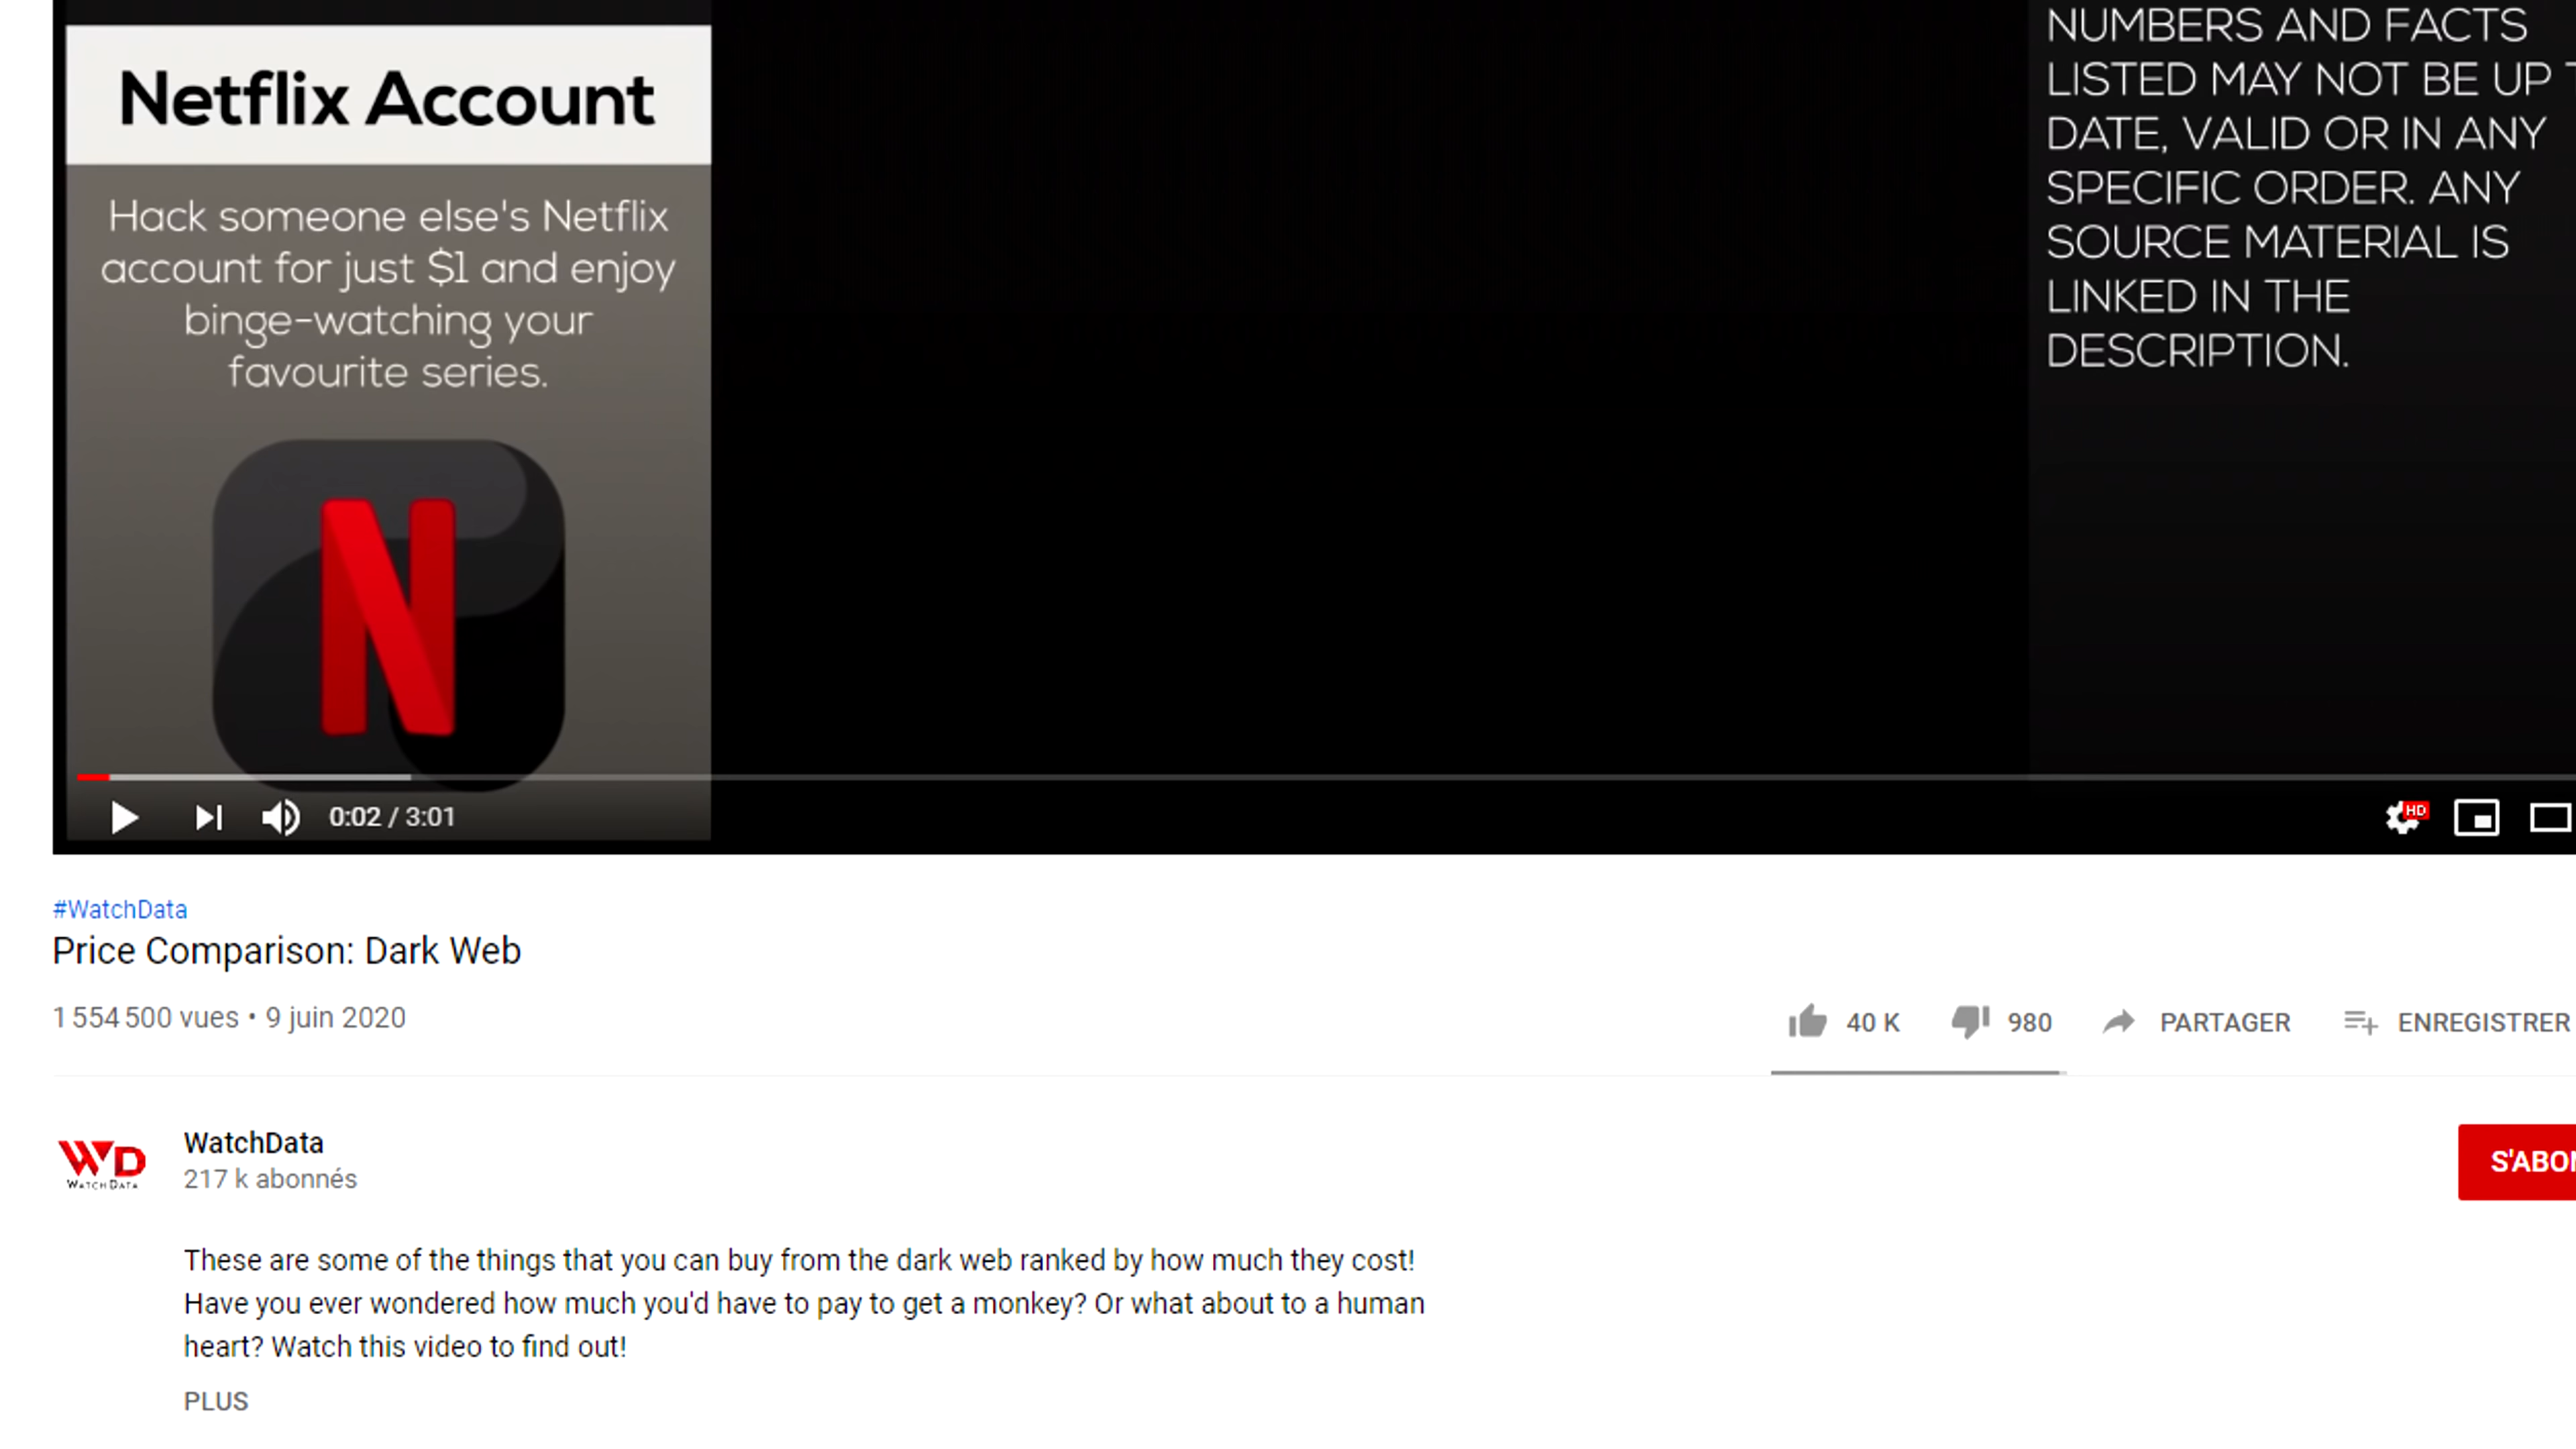 Netflix Account
Hack someone else's Netflix
account for just $1 and enjoy
binge-watching your
favourite series.
N
NUMBERS AND FACTS
LISTED MAY NOT BE UP
DATE, VALID OR IN ANY
SPECIFIC ORDER. ANY
SOURCE MATERIAL IS
LINKED IN THE
DESCRIPTION.
0:02 / 3:01
HD
#WatchData
Price Comparison: Dark Web
1 554 500 vues • 9 juin 2020
40 K
980
PARTAGER
ENREGISTRER
WD
WATCHDATA
WatchData
217 k abonnés
S'ABON
These are some of the things that you can buy from the dark web ranked by how much they cost!
Have you ever wondered how much you'd have to pay to get a monkey? Or what about to a human
heart? Watch this video to find out!
PLUS